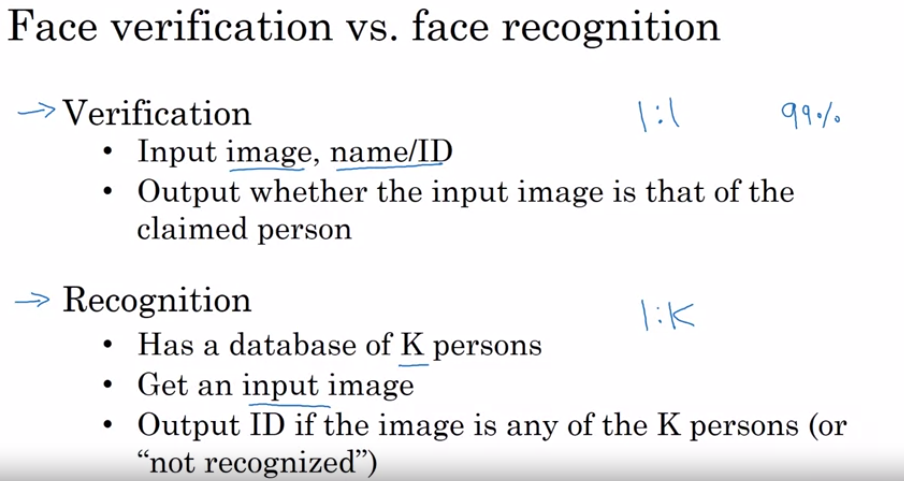 Face verification vs. face recognition
→ Verification 1:1 99%
• Input image, name/ID
• Output whether the input image is that of the
claimed person
→ Recognition
1:K
• Has a database of K persons
• Get an input image
• Output ID if the image is any of the K persons (or
“not recognized”)